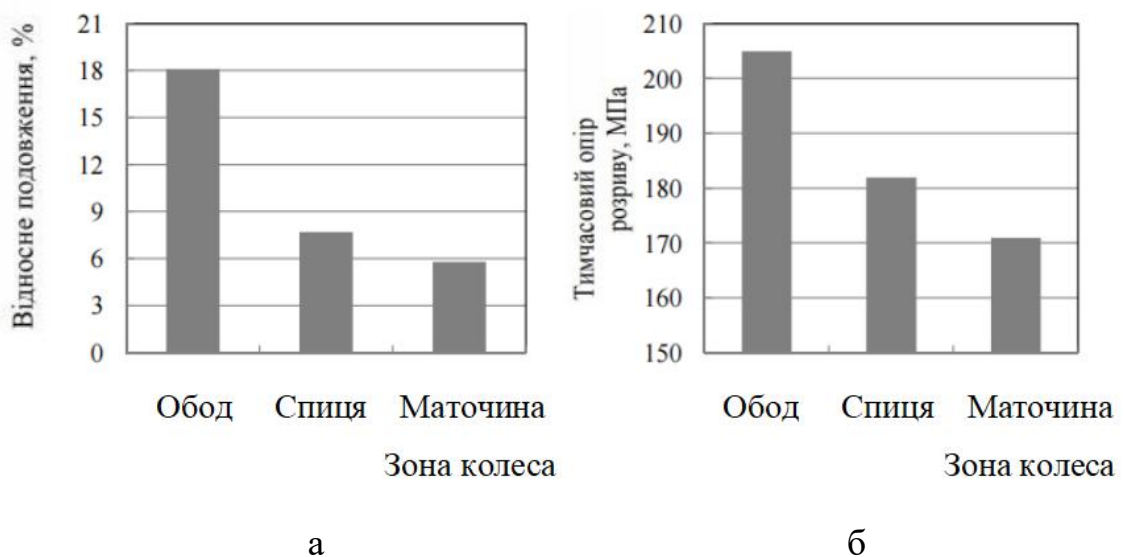 Відносне подовження, %
21
18
15
12
9
6
3
0
Обод Спиця Маточина
Зона колеса
а
Тимчасовий опір
розриву, МПа
210
200
190
180
170
160
150
Обод Спиця Маточина
Зона колеса
б